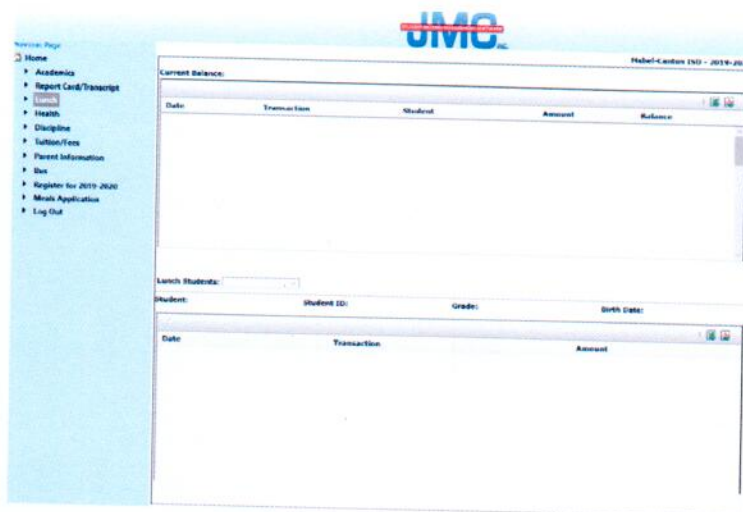 JMC INC.
Mabel-Canton ISD - 2019-20
Home
Academics
Report Card/Transcript
Lunch
Health
Discipline
Tuition/Fees
Parent Information
Bus
Register for 2019-2020
Meals Application
Log Out
Current Balance:
Date Transaction Student Amount Balance
Lunch Students:
Student: Student ID: Grade: Birth Date:
Date Transaction Amount